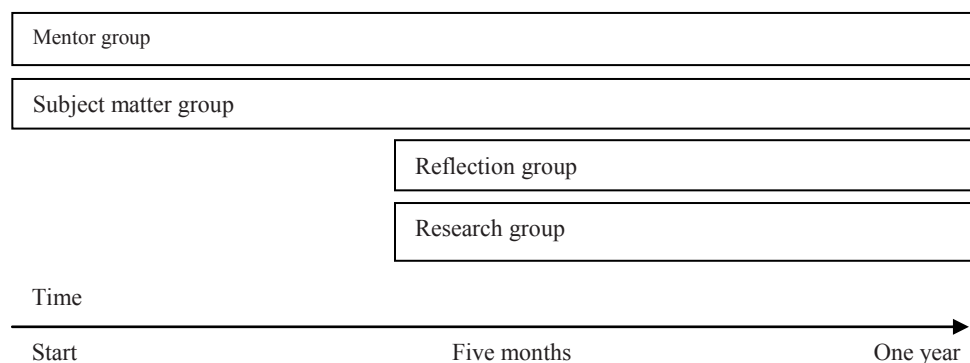 Mentor group
Subject matter group
Reflection group
Research group
Time
Start Five months One year